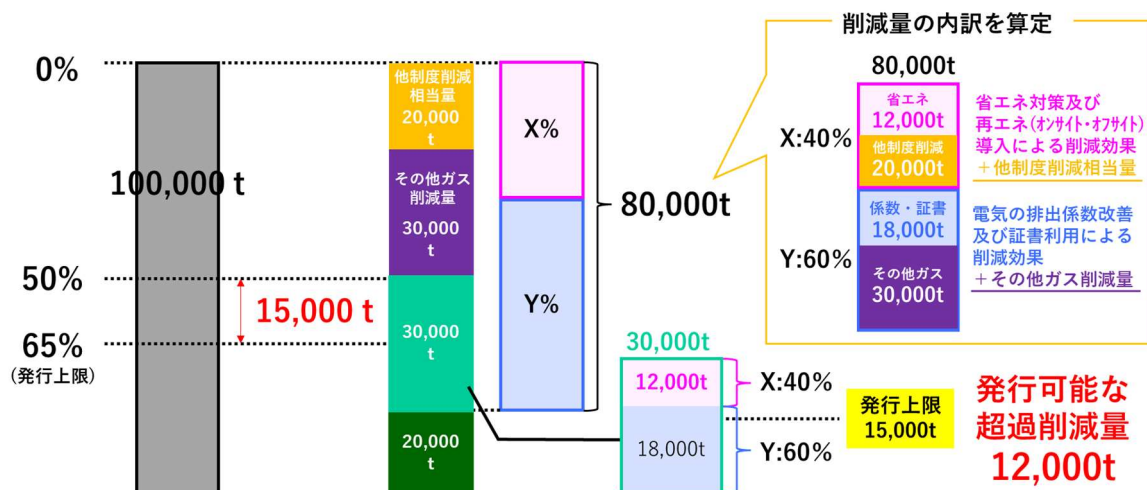 0%
50%
65%
(発行上限)
100,000 t
15,000 t
他制度削減
相当量
20,000
t
その他ガス
削減量
30,000
t
30,000
t
20,000
t
X%
Y%
80,000t
削減量の内訳を算定
80,000t
X:40%
省エネ
12,000t
他制度削減
20,000t
省エネ対策及び
再エネ(オンサイト・オフサイト)
導入による削減効果
+他制度削減相当量
Y:60%
係数・証書
18,000t
その他ガス
30,000t
電気の排出係数改善
及び証書利用による
削減効果
+その他ガス削減量
30,000t
12,000t
18,000t
X:40%
Y:60%
発行上限
15,000t
発行可能な
超過削減量
12,000t